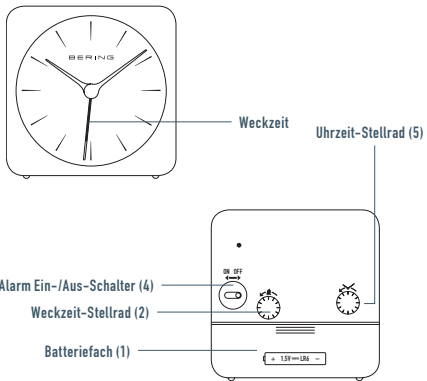 BERING
Weckzeit
Uhrzeit-Stellrad (5)
ON OFF
Alarm Ein-/Aus-Schalter (4)
Weckzeit-Stellrad (2)
Batteriefach (1)
+ 1.5V LR6 −